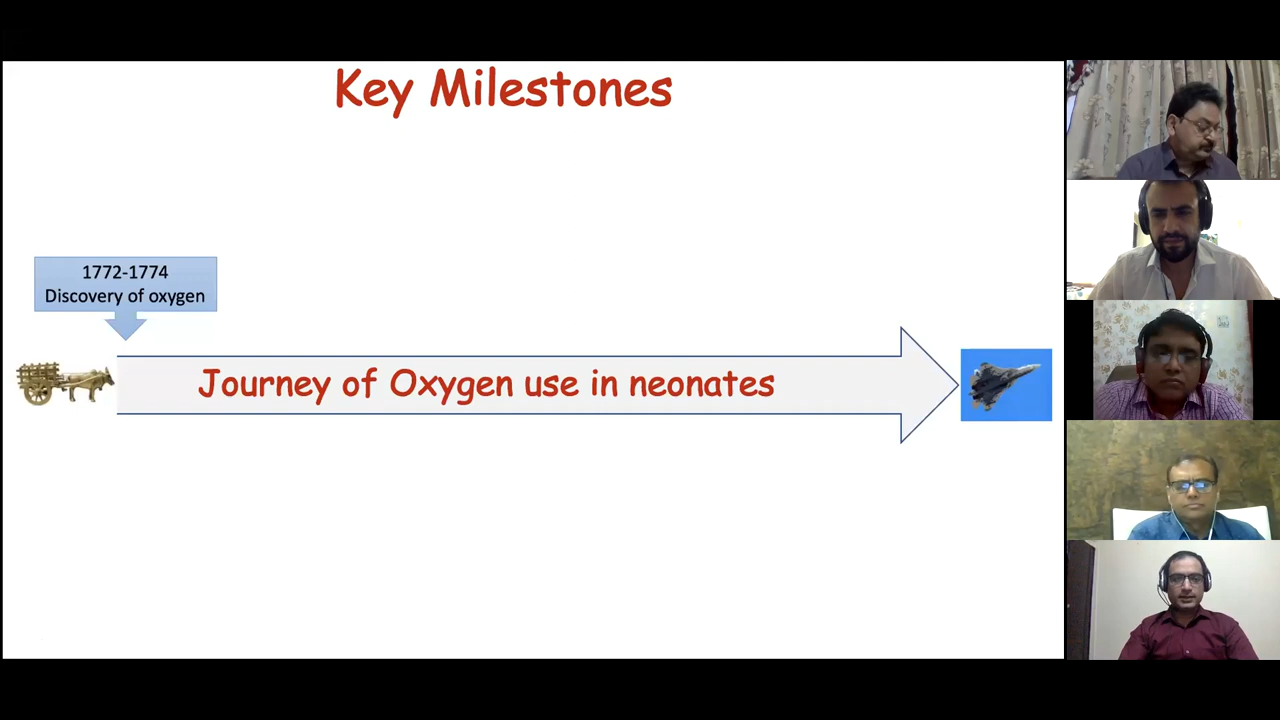 Key Milestones
1772-1774
Discovery of oxygen
Journey of Oxygen use in neonates